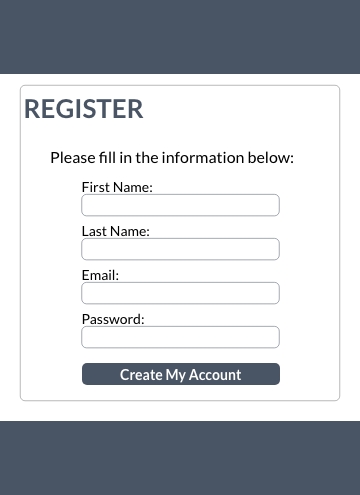 REGISTER
Please fill in the information below:
First Name:
Last Name:
Email:
Password:
Create My Account